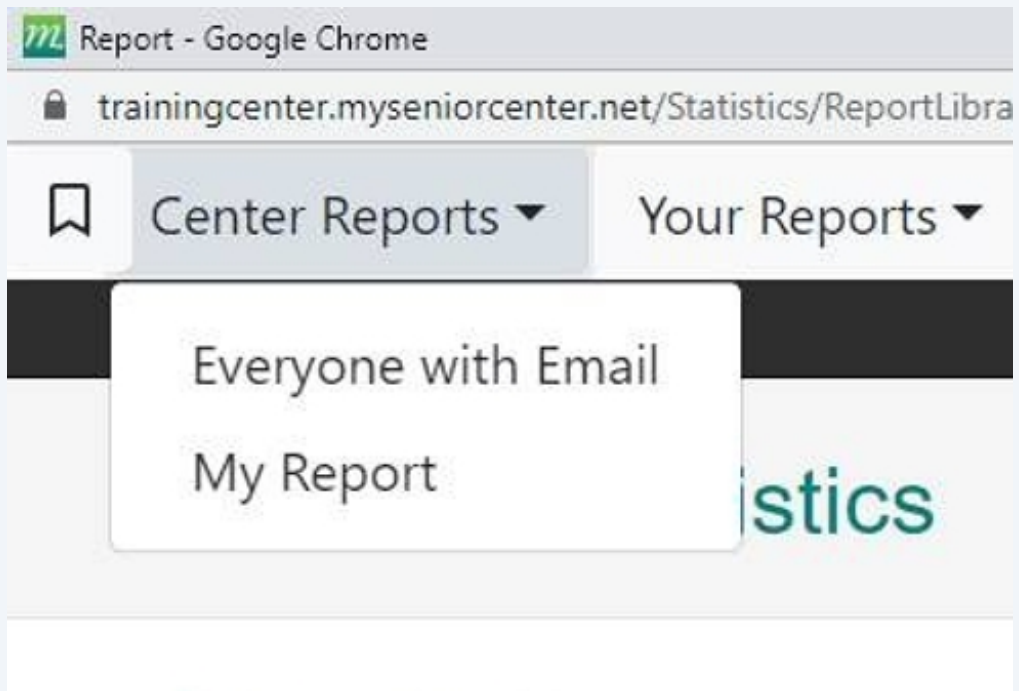 Report - Google Chrome
trainingcenter.myseniorcenter.net/Statistics/ReportLibra
Center Reports Your Reports
Everyone with Email
My Report
istics